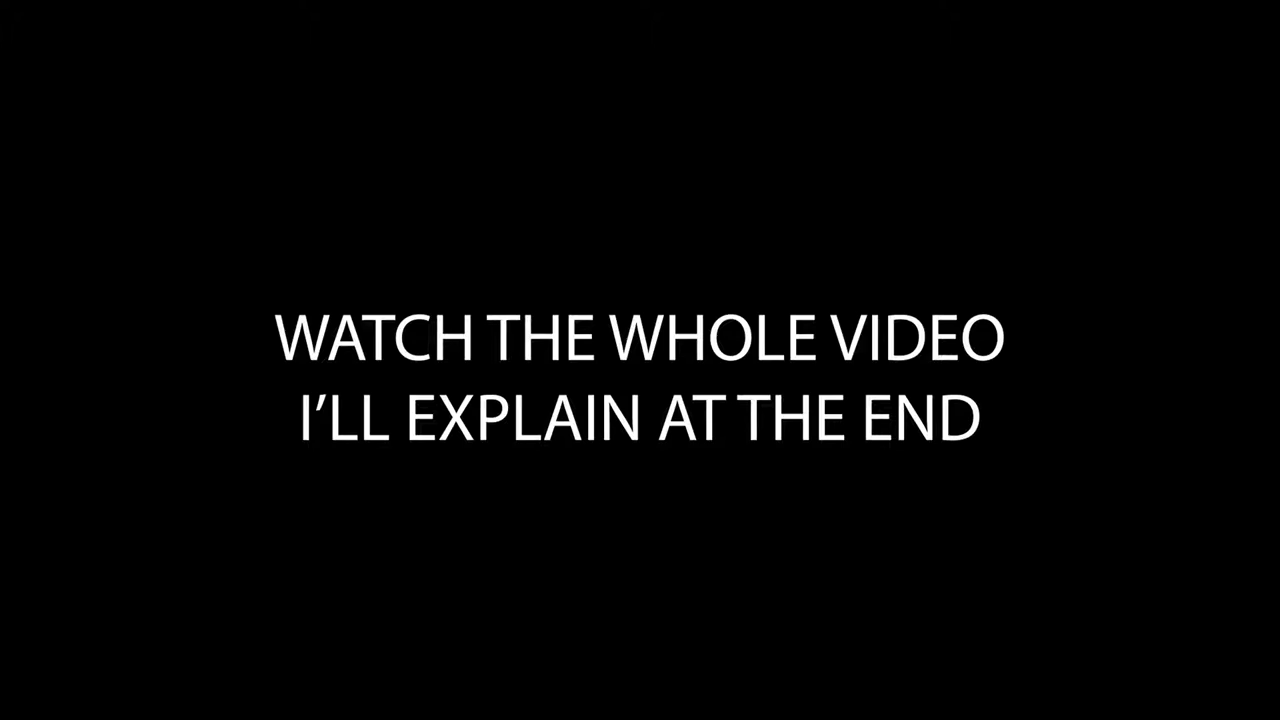 WATCH THE WHOLE VIDEO
I’LL EXPLAIN AT THE END